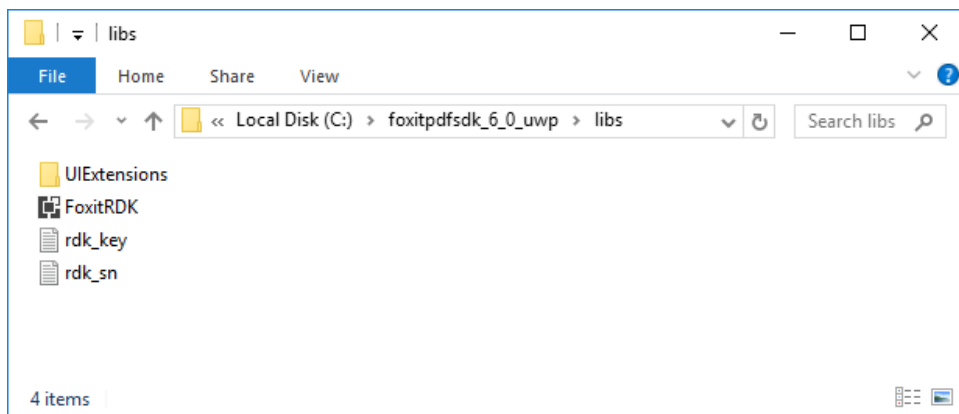 libs
File Home Share View
« Local Disk (C:) › foxitpdfsdk_6_0_uwp › libs Search libs
UIExtensions
FoxitRDK
rdk_key
rdk_sn
4 items